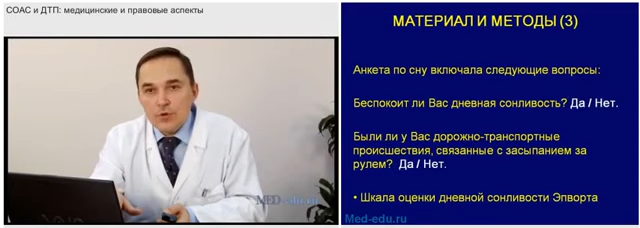 СОАС и ДТП: медицинские и правовые аспекты
MED-edu.ru
МАТЕРИАЛ И МЕТОДЫ (3)
Анкета по сну включала следующие вопросы:
Беспокоит ли Вас дневная сонливость? Да / Нет.
Были ли у Вас дорожно-транспортные
происшествия, связанные с засыпанием за
рулем? Да / Нет.
• Шкала оценки дневной сонливости Эпворта
Med-edu.ru